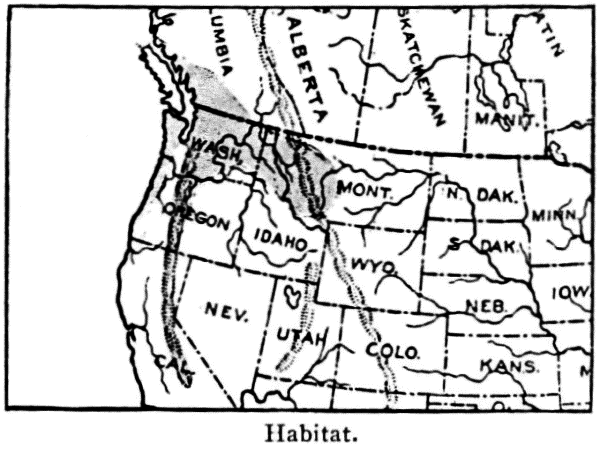 UMBIA
ALBERTA
SKATCHEWAN
ATIN
MANIT.
WASH.
MONT.
N. DAK.
MINN
OREGON
IDAHO
S. DAK.
WYO.
NEB.
IOW.
NEV.
UTAH
COLO.
KANS.
M
CAL.
O
Habitat.